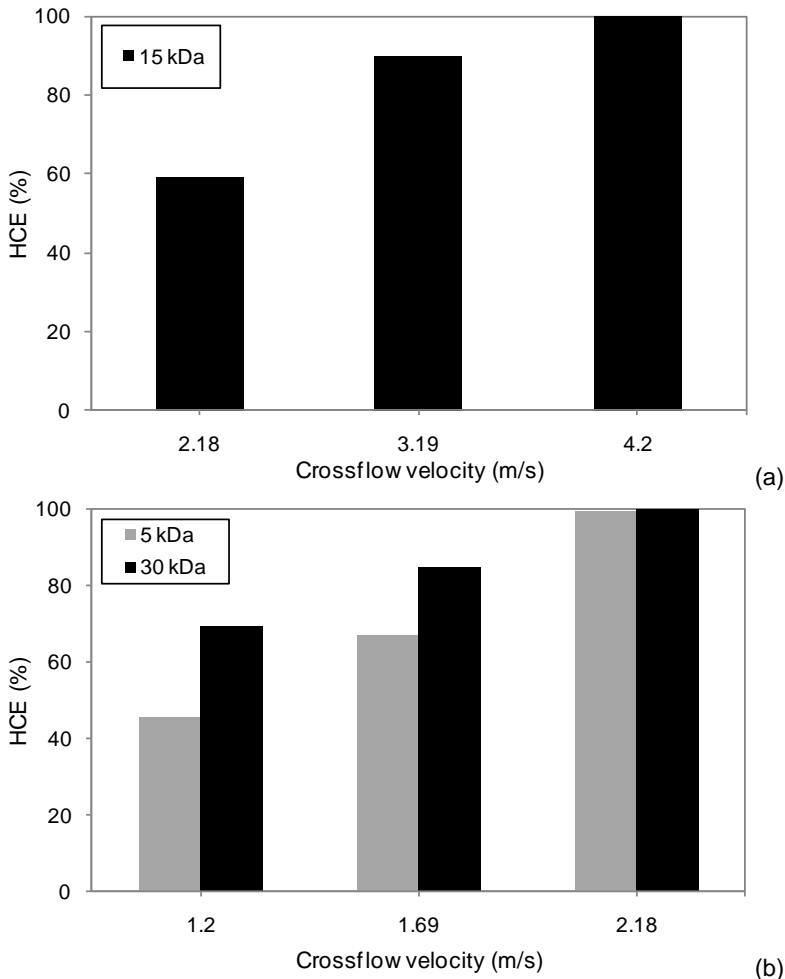 100
15 kDa
80
60
HCE (%)
40
20
0
2.18 3.19 4.2
Crossflow velocity (m/s)
(a)
100
5 kDa
30 kDa
80
60
HCE (%)
40
20
0
1.2 1.69 2.18
Crossflow velocity (m/s)
(b)